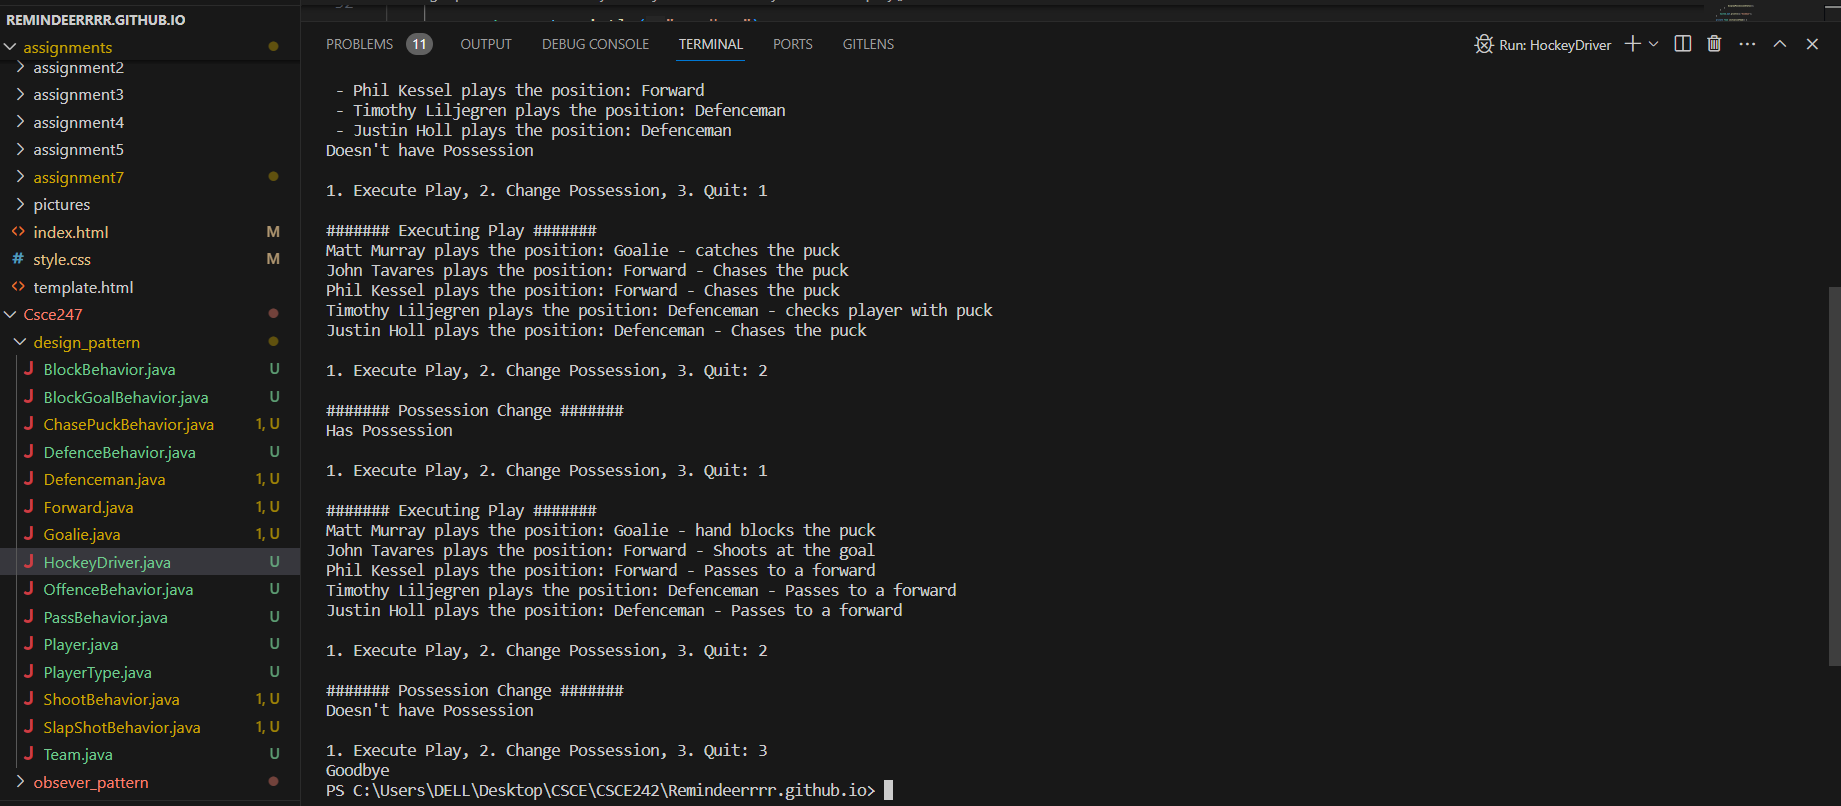 REMINDEERRRR.GITHUB.IO
assignments
assignment2
assignment3
assignment4
assignment5
assignment7
pictures
index.html M
style.css M
template.html
Csce247
design_pattern
BlockBehavior.java U
BlockGoalBehavior.java U
ChasePuckBehavior.java 1, U
DefenceBehavior.java U
Defenceman.java 1, U
Forward.java 1, U
Goalie.java 1, U
HockeyDriver.java U
OffenceBehavior.java U
PassBehavior.java U
Player.java U
PlayerType.java U
ShootBehavior.java 1, U
SlapShotBehavior.java 1, U
Team.java U
obsever_pattern
PROBLEMS 11 OUTPUT DEBUG CONSOLE TERMINAL PORTS GITLENS Run: HockeyDriver
- Phil Kessel plays the position: Forward
- Timothy Liljegren plays the position: Defenceman
- Justin Holl plays the position: Defenceman
Doesn't have Possession
1. Execute Play, 2. Change Possession, 3. Quit: 1
####### Executing Play #######
Matt Murray plays the position: Goalie - catches the puck
John Tavares plays the position: Forward - Chases the puck
Phil Kessel plays the position: Forward - Chases the puck
Timothy Liljegren plays the position: Defenceman - checks player with puck
Justin Holl plays the position: Defenceman - Chases the puck
1. Execute Play, 2. Change Possession, 3. Quit: 2
####### Possession Change #######
Has Possession
1. Execute Play, 2. Change Possession, 3. Quit: 1
####### Executing Play #######
Matt Murray plays the position: Goalie - hand blocks the puck
John Tavares plays the position: Forward - Shoots at the goal
Phil Kessel plays the position: Forward - Passes to a forward
Timothy Liljegren plays the position: Defenceman - Passes to a forward
Justin Holl plays the position: Defenceman - Passes to a forward
1. Execute Play, 2. Change Possession, 3. Quit: 2
####### Possession Change #######
Doesn't have Possession
1. Execute Play, 2. Change Possession, 3. Quit: 3
Goodbye
PS C:\Users\DELL\Desktop\CSCE\CSCE242\Remindeerrrr.github.io>